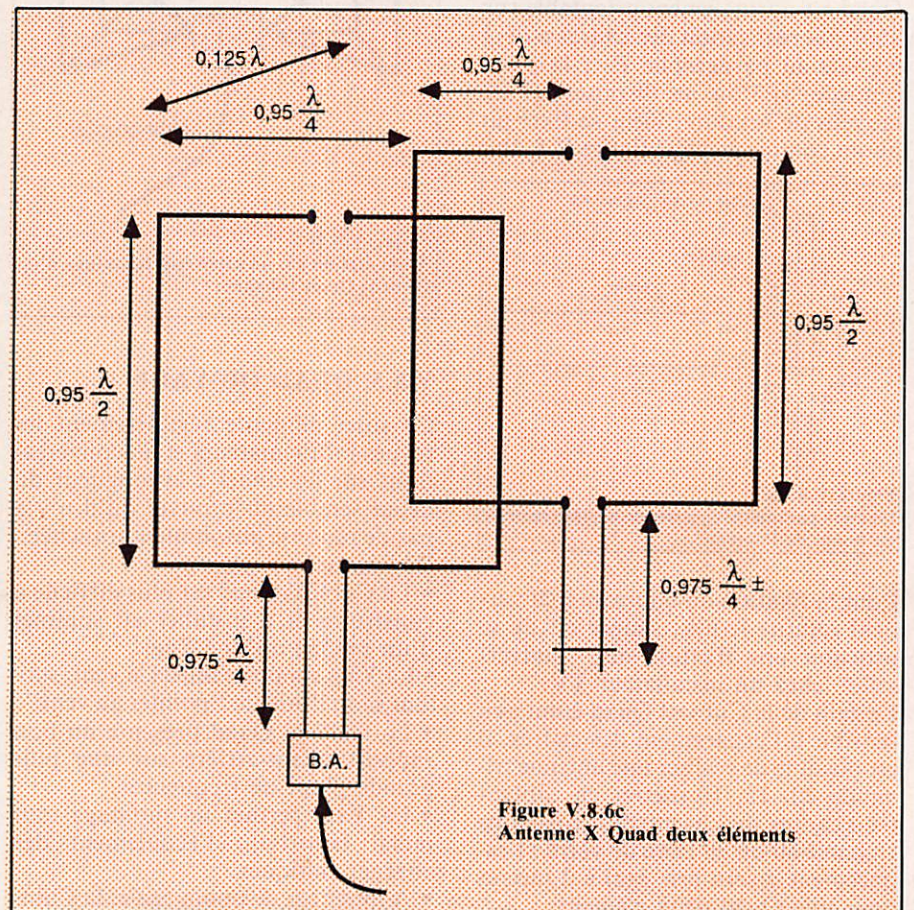 0,125 λ
0,95 λ/4
0,95 λ/4
0,95 λ/2
0,95 λ/2
0,975 λ/4 ±
0,975 λ/4
B.A.
Figure V.8.6c
Antenne X Quad deux éléments